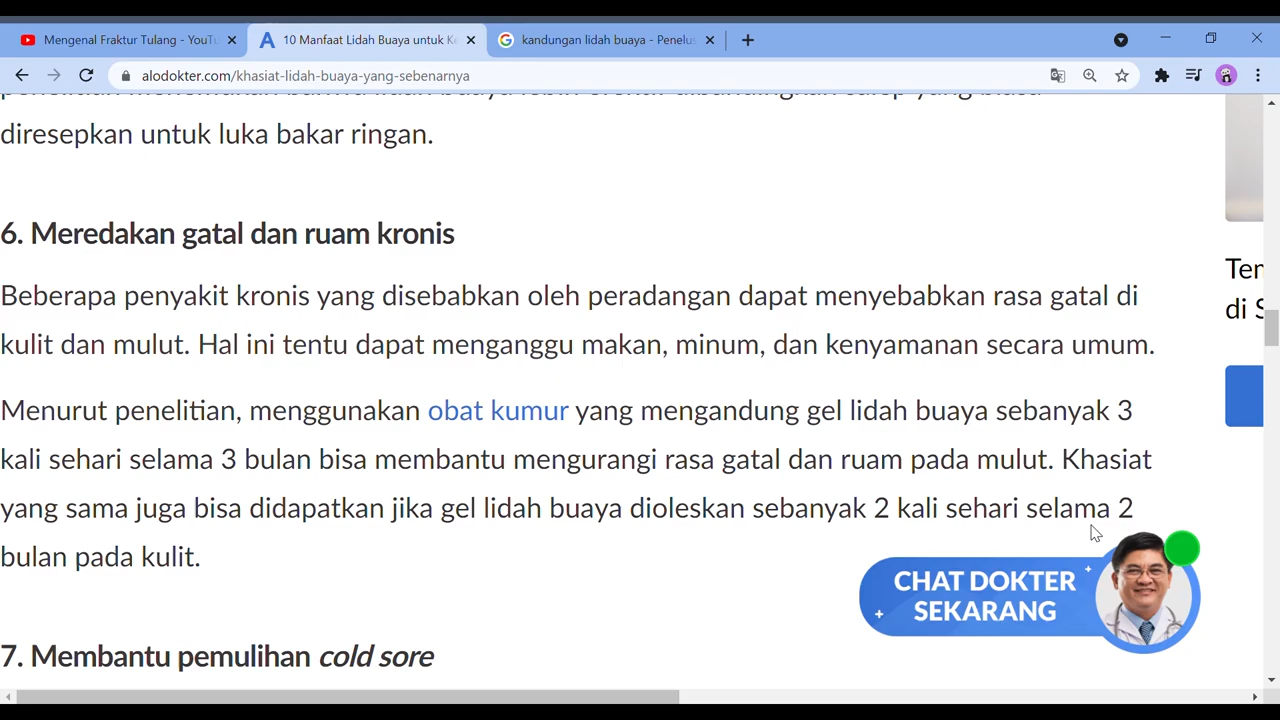 Mengenal Fraktur Tulang - YouTu
10 Manfaat Lidah Buaya untuk Ke
kandungan lidah buaya - Penelus
alodokter.com/khasiat-lidah-buaya-yang-sebenarnya
diresepkan untuk luka bakar ringan.
6. Meredakan gatal dan ruam kronis
Beberapa penyakit kronis yang disebabkan oleh peradangan dapat menyebabkan rasa gatal di
kulit dan mulut. Hal ini tentu dapat menganggu makan, minum, dan kenyamanan secara umum.
Menurut penelitian, menggunakan obat kumur yang mengandung gel lidah buaya sebanyak 3
kali sehari selama 3 bulan bisa membantu mengurangi rasa gatal dan ruam pada mulut. Khasiat
yang sama juga bisa didapatkan jika gel lidah buaya dioleskan sebanyak 2 kali sehari selama 2
bulan pada kulit.
7. Membantu pemulihan cold sore
Ter
di S
CHAT DOKTER
SEKARANG